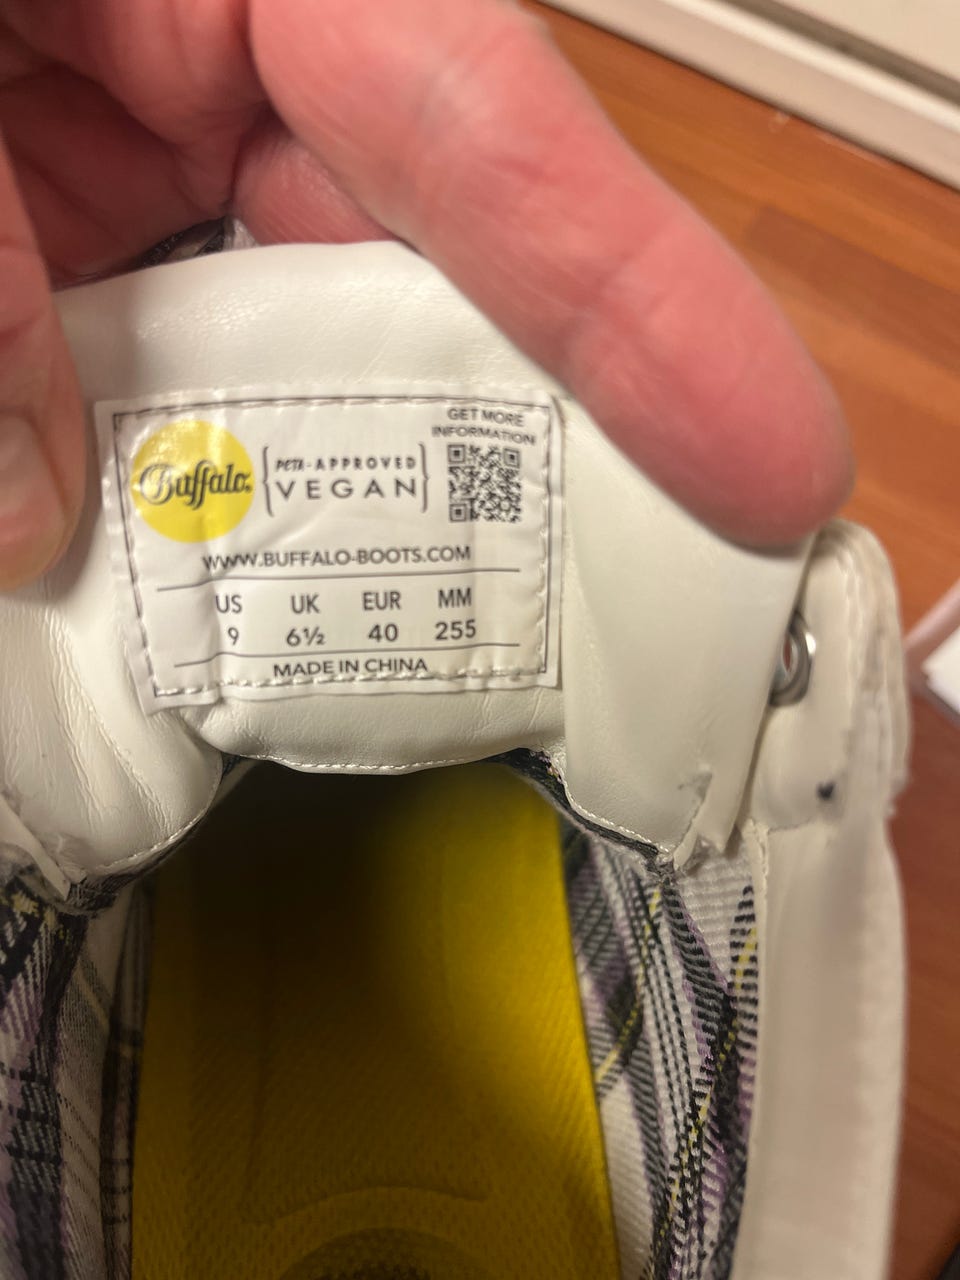 GET MORE
INFORMATION
Buffalo.
{PETA-APPROVED
VEGAN}
WWW.BUFFALO-BOOTS.COM
US UK EUR MM
9 6½ 40 255
MADE IN CHINA